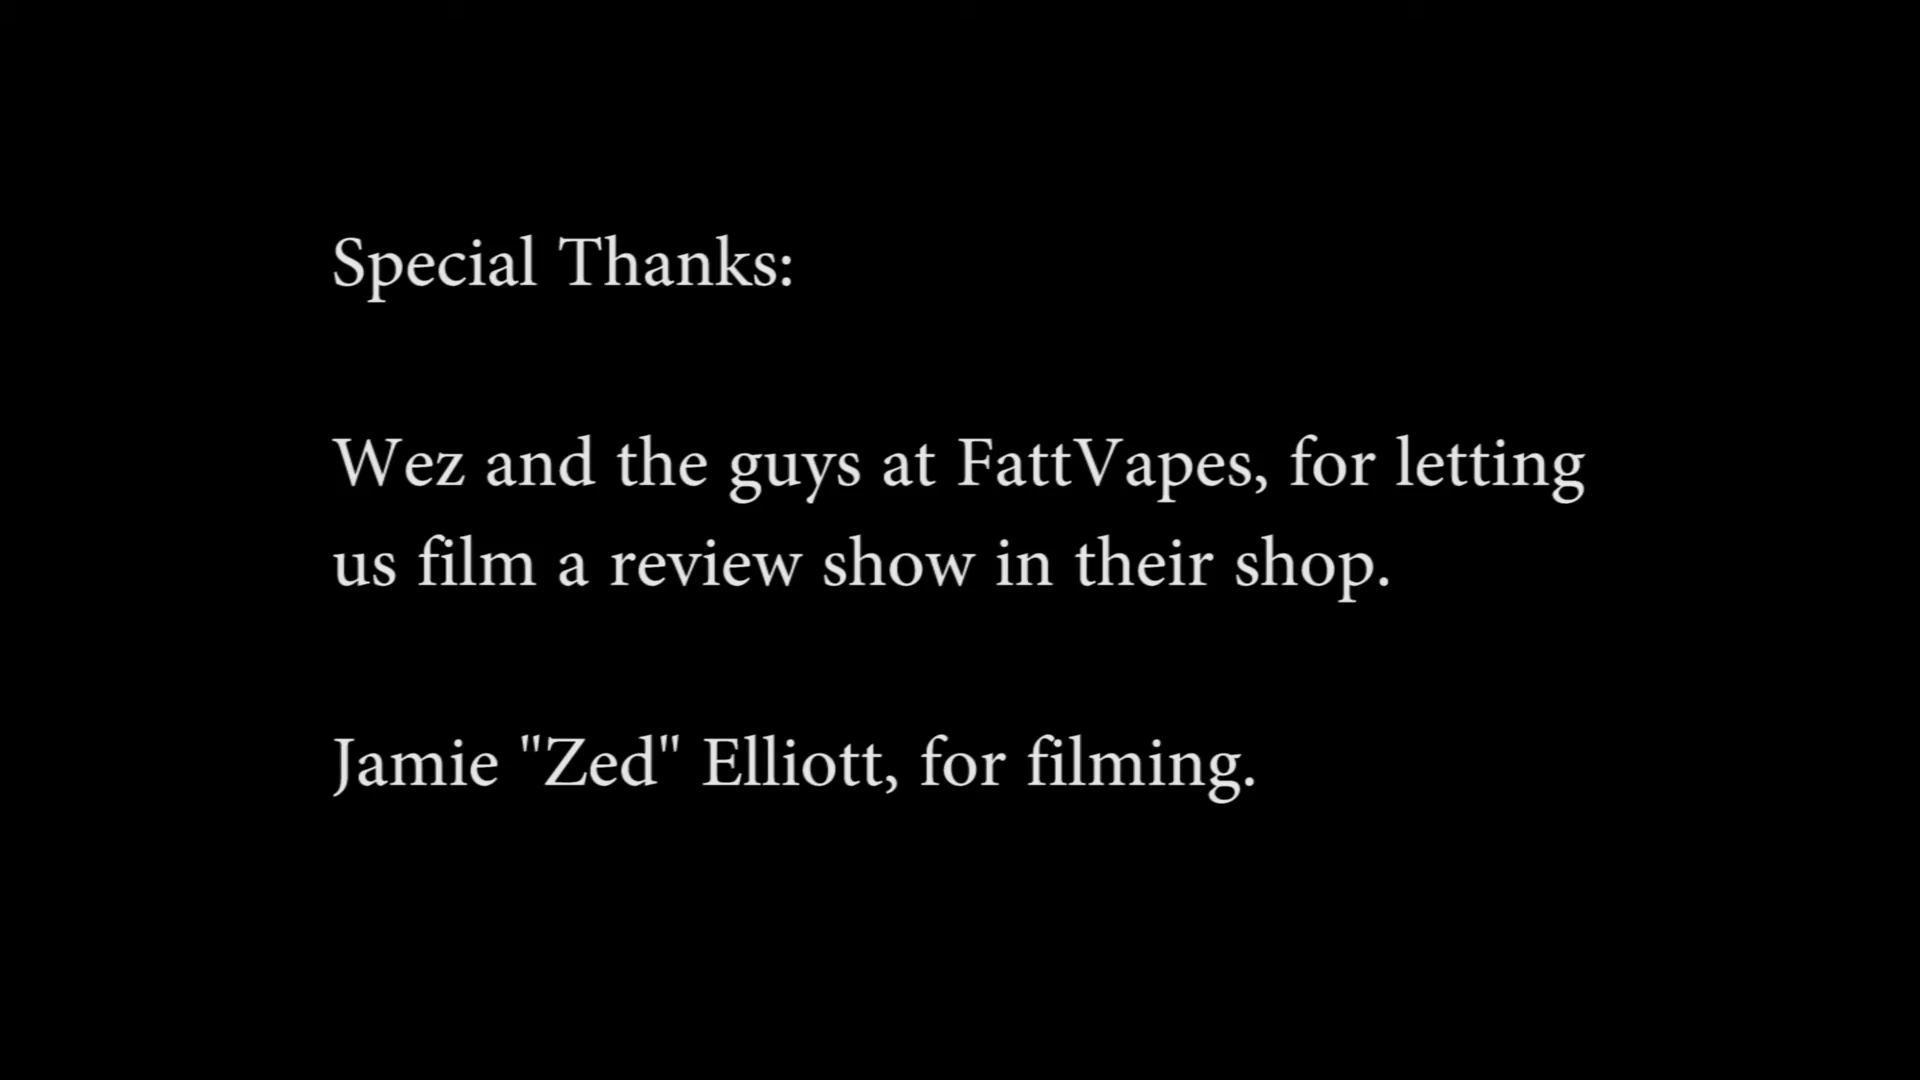 Special Thanks:
Wez and the guys at FattVapes, for letting
us film a review show in their shop.
Jamie "Zed" Elliott, for filming.